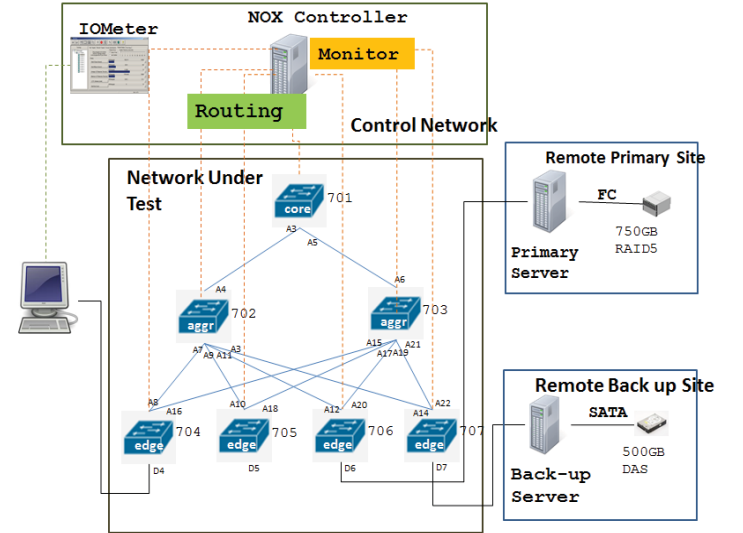 IOMeter
NOX Controller
Monitor
Routing
Control Network
Network Under
Test
core
701
A3
A5
A4
A6
aggr
702
aggr
703
A7
A9
A11
A3
A15
A17
A19
A21
A8
A16
A10
A18
A12
A20
A14
A22
edge
704
edge
705
edge
706
edge
707
D4
D5
D6
D7
Remote Primary Site
FC
750GB
RAID5
Primary
Server
Remote Back up Site
SATA
500GB
DAS
Back-up
Server